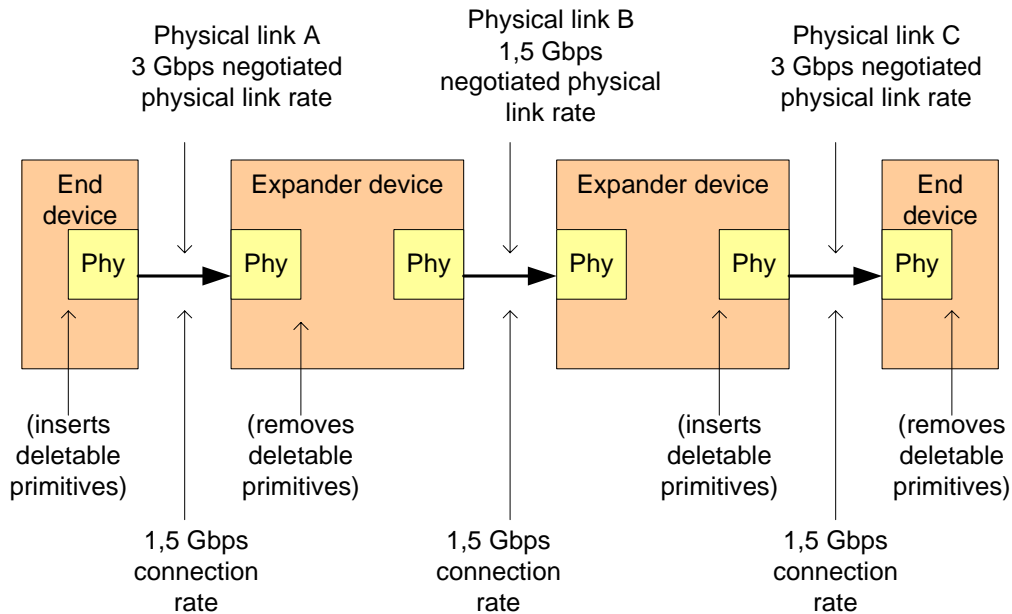 Physical link A
3 Gbps negotiated
physical link rate
Physical link B
1,5 Gbps
negotiated physical
link rate
Physical link C
3 Gbps negotiated
physical link rate
End
device
Phy
Expander device
Phy
Phy
Expander device
Phy
Phy
End
device
Phy
(inserts
deletable
primitives)
(removes
deletable
primitives)
(inserts
deletable
primitives)
(removes
deletable
primitives)
1,5 Gbps
connection
rate
1,5 Gbps
connection
rate
1,5 Gbps
connection
rate